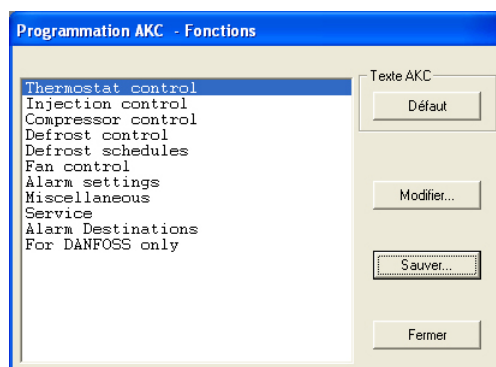 Programmation AKC - Fonctions
Thermostat control
Injection control
Compressor control
Defrost control
Defrost schedules
Fan control
Alarm settings
Miscellaneous
Service
Alarm Destinations
For DANFOSS only
Texte AKC
Défaut
Modifier...
Sauver...
Fermer